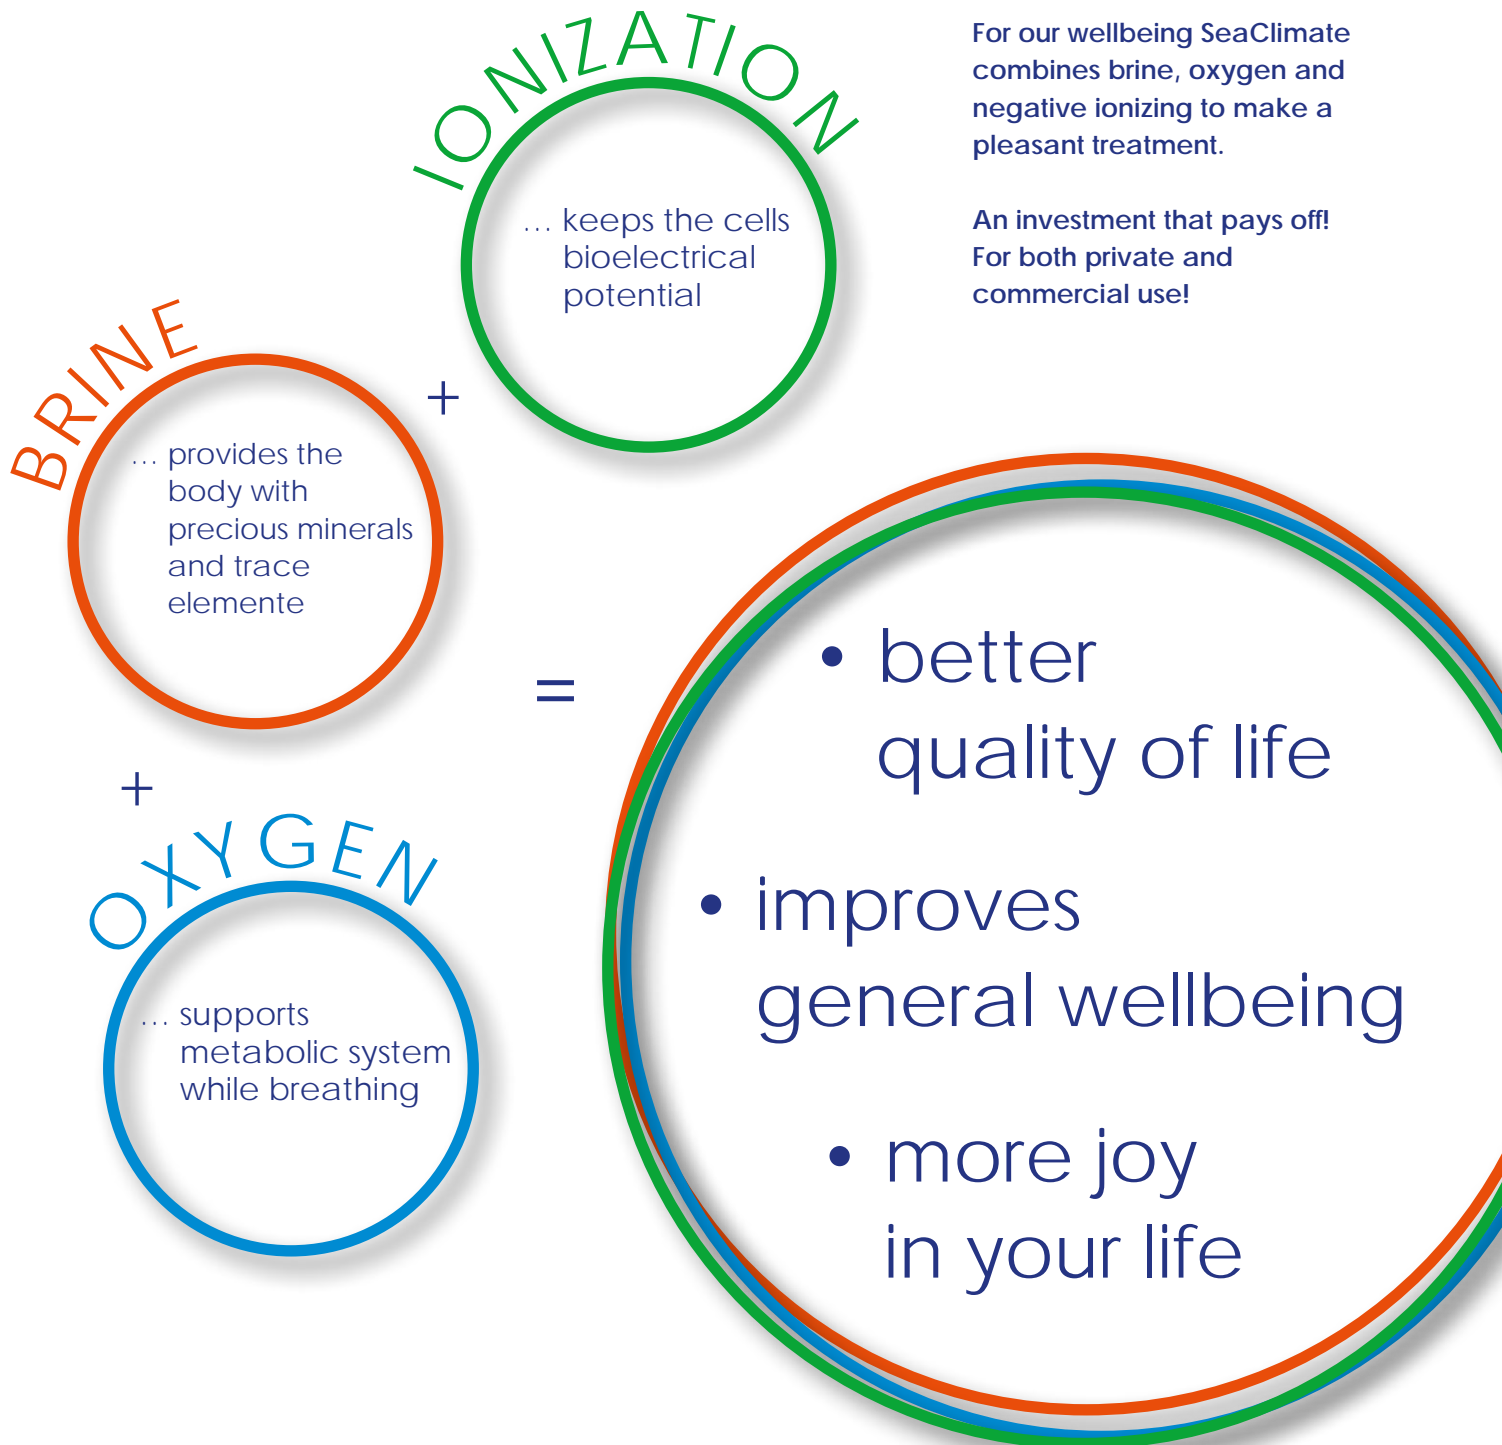 IONIZATION
… keeps the cells
bioelectrical
potential
For our wellbeing SeaClimate
combines brine, oxygen and
negative ionizing to make a
pleasant treatment.
An investment that pays off!
For both private and
commercial use!
BRINE
… provides the
body with
precious minerals
and trace
elemente
+
+
=
OXYGEN
… supports
metabolic system
while breathing
• better
quality of life
• improves
general wellbeing
• more joy
in your life